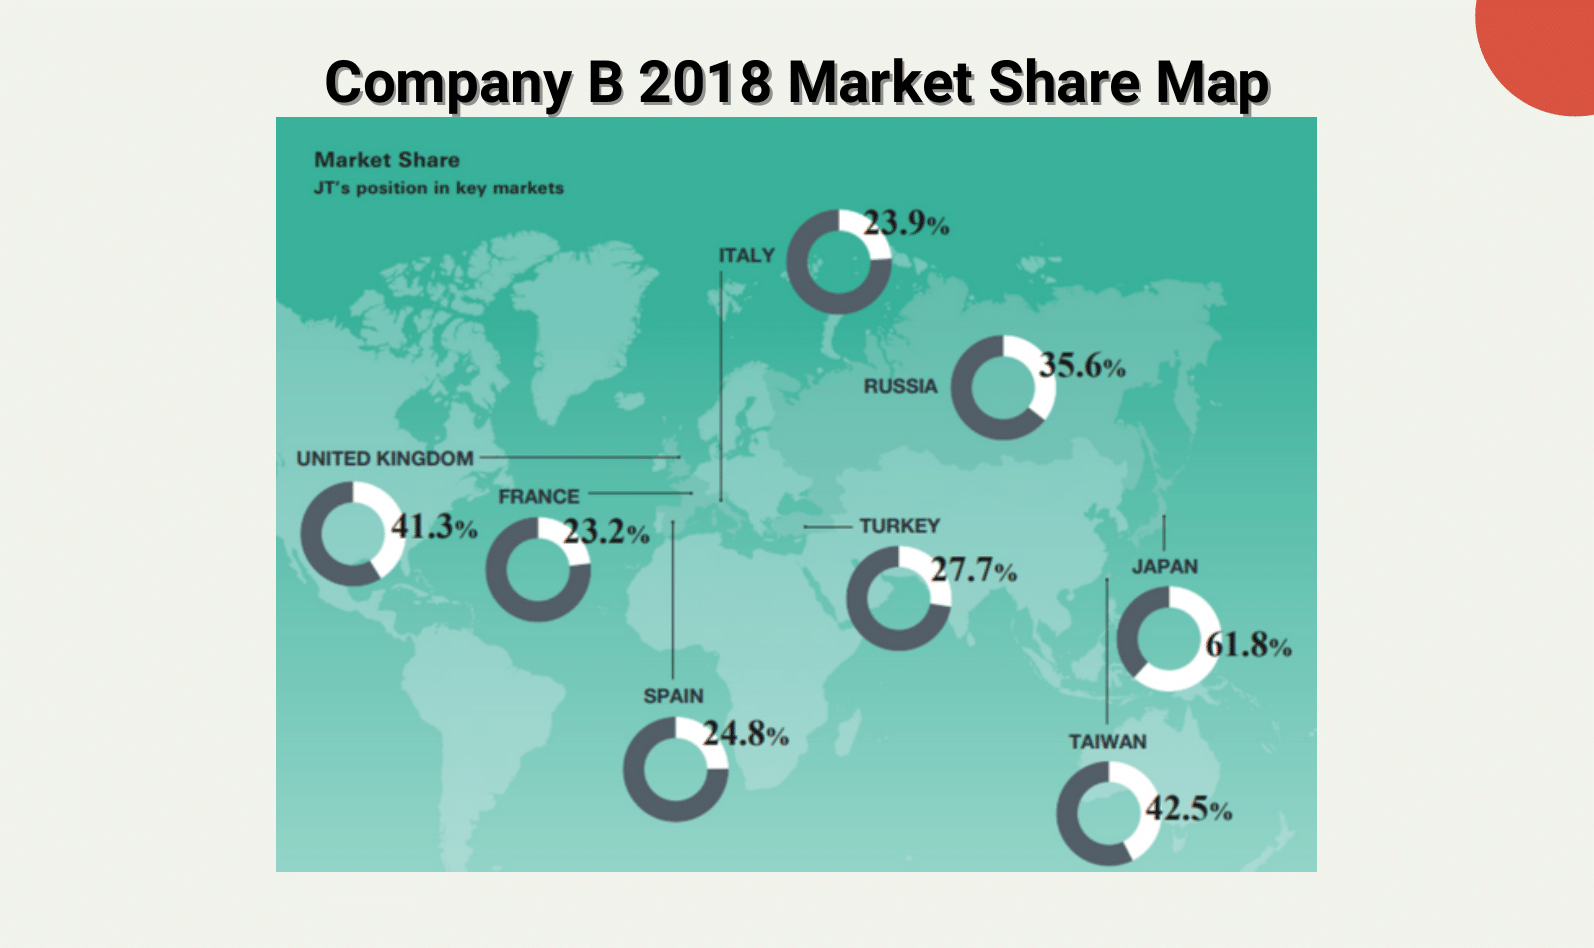 Company B 2018 Market Share Map
Market Share
JT's position in key markets
23.9%
ITALY
35.6%
RUSSIA
UNITED KINGDOM
41.3%
FRANCE
23.2%
TURKEY
27.7%
JAPAN
61.8%
SPAIN
24.8%
TAIWAN
42.5%